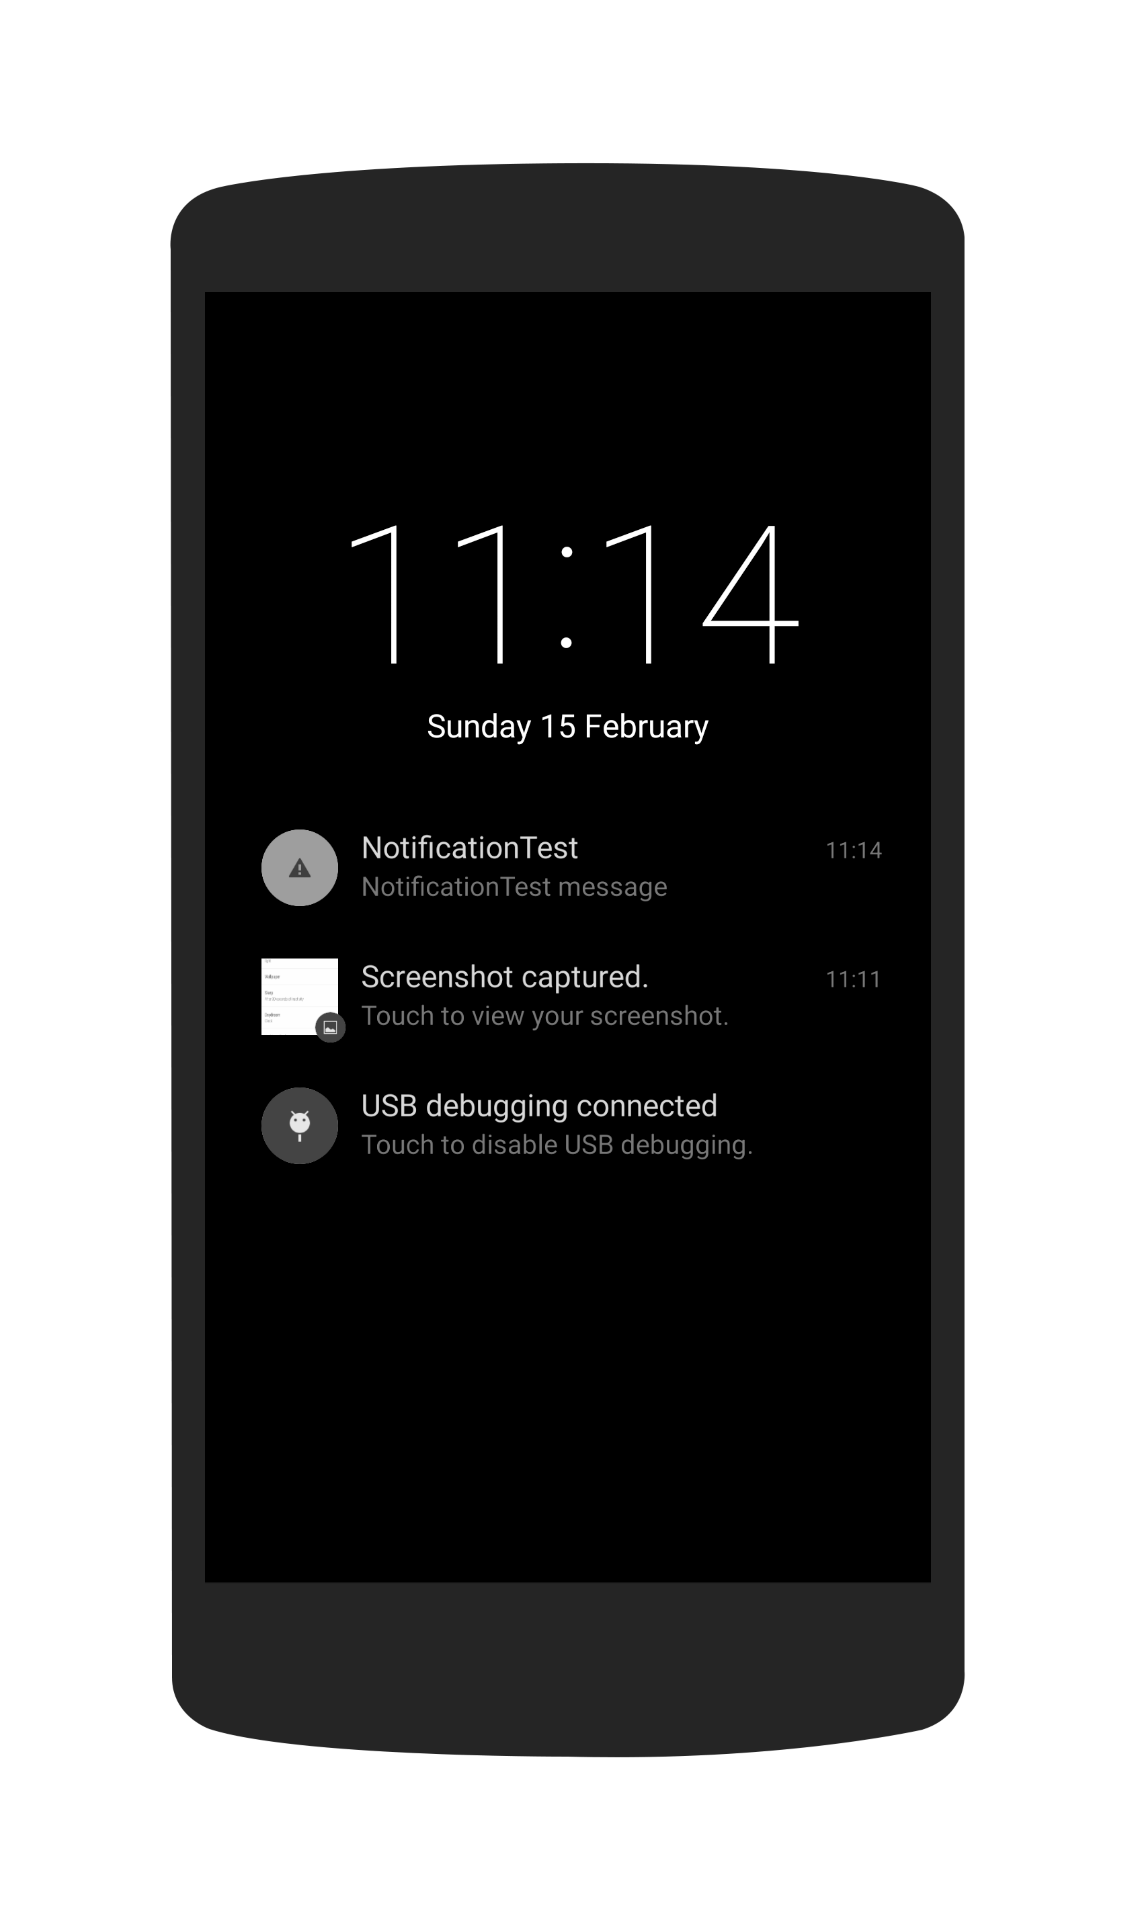 11:14
Sunday 15 February
NotificationTest 11:14
NotificationTest message
Screenshot captured. 11:11
Touch to view your screenshot.
USB debugging connected
Touch to disable USB debugging.